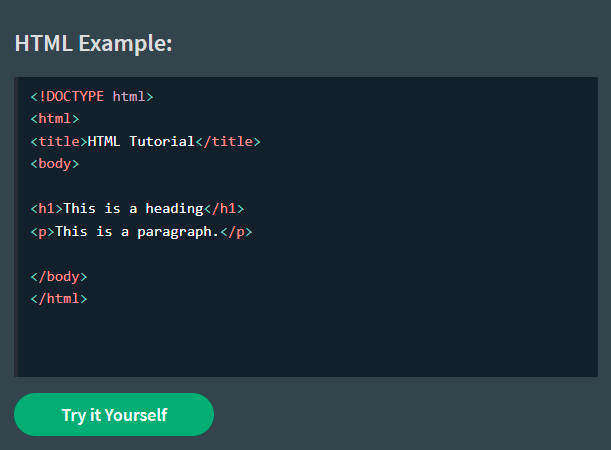 HTML Example:
<!DOCTYPE html>
<html>
<title>HTML Tutorial</title>
<body>
<h1>This is a heading</h1>
<p>This is a paragraph.</p>
</body>
</html>
Try it Yourself